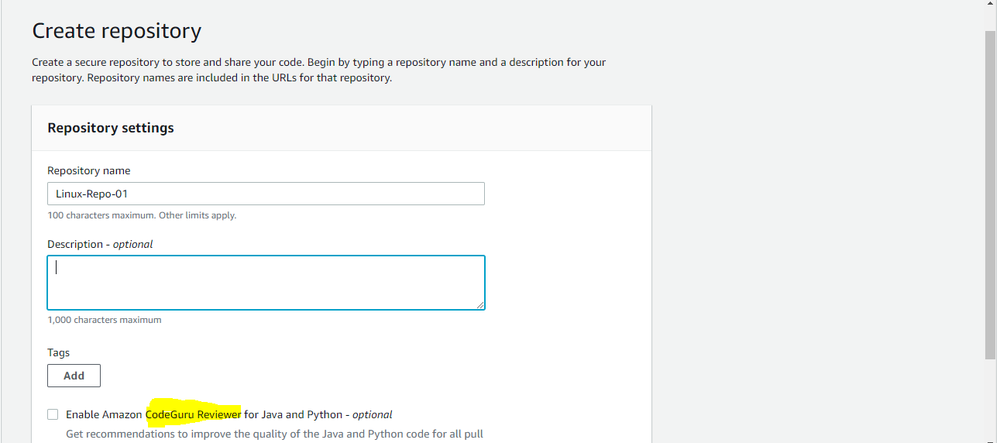 Create repository
Create a secure repository to store and share your code. Begin by typing a repository name and a description for your
repository. Repository names are included in the URLs for that repository.
Repository settings
Repository name
Linux-Repo-01
100 characters maximum. Other limits apply.
Description - optional
1,000 characters maximum
Tags
Add
Enable Amazon CodeGuru Reviewer for Java and Python - optional
Get recommendations to improve the quality of the Java and Python code for all pull